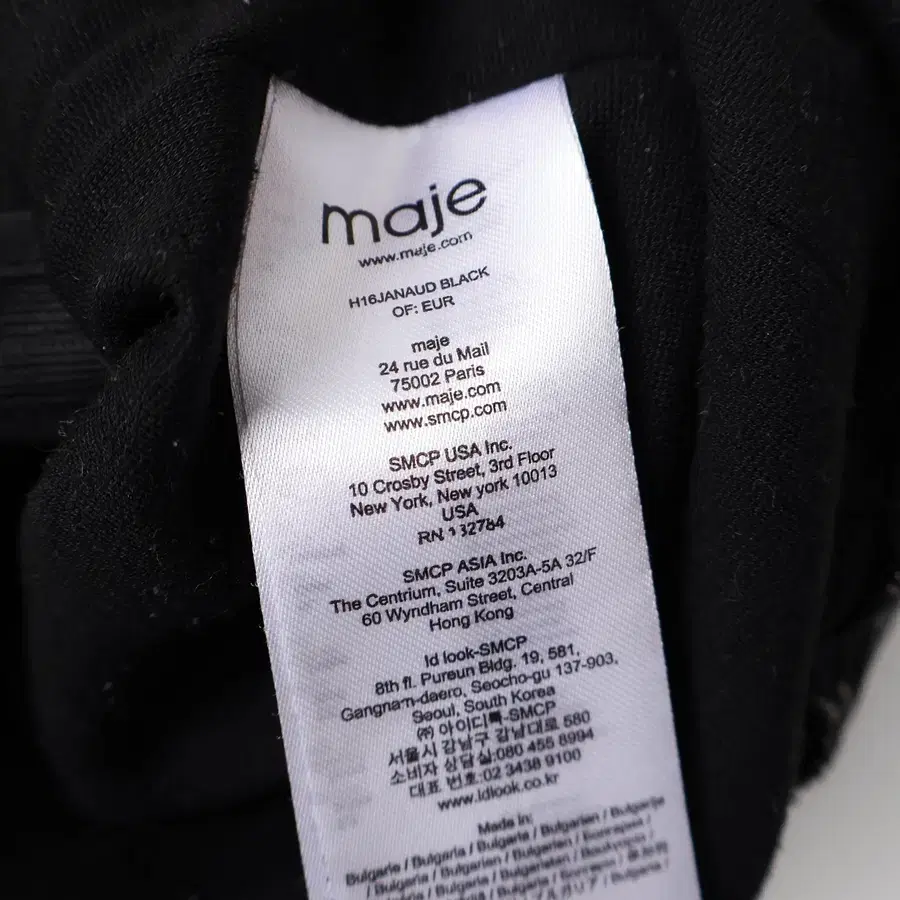 maje
www.maje.com
H16JANAUD BLACK
OF: EUR
maje
24 rue du Mail
75002 Paris
www.maje.com
www.smcp.com
SMCP USA Inc.
10 Crosby Street, 3rd Floor
New York, New york 10013
USA
RN 132784
SMCP ASIA Inc.
The Centrium, Suite 3203A-5A 32/F
60 Wyndham Street, Central
Hong Kong
Id look-SMCP
8th fl. Pureun Bldg. 19, 581,
Gangnam-daero, Seocho-gu 137-903,
Seoul, South Korea
㈜ 아이디룩-SMCP
서울시 강남구 강남대로 580
소비자 상담실:080 455 8994
대표 번호:02 3438 9100
www.idlook.co.kr
Made in:
Bulgarie / Bulgaria / Bulgarien / Bulgarije
/ Bulgaria / Bulgarien /
Bulgaria /